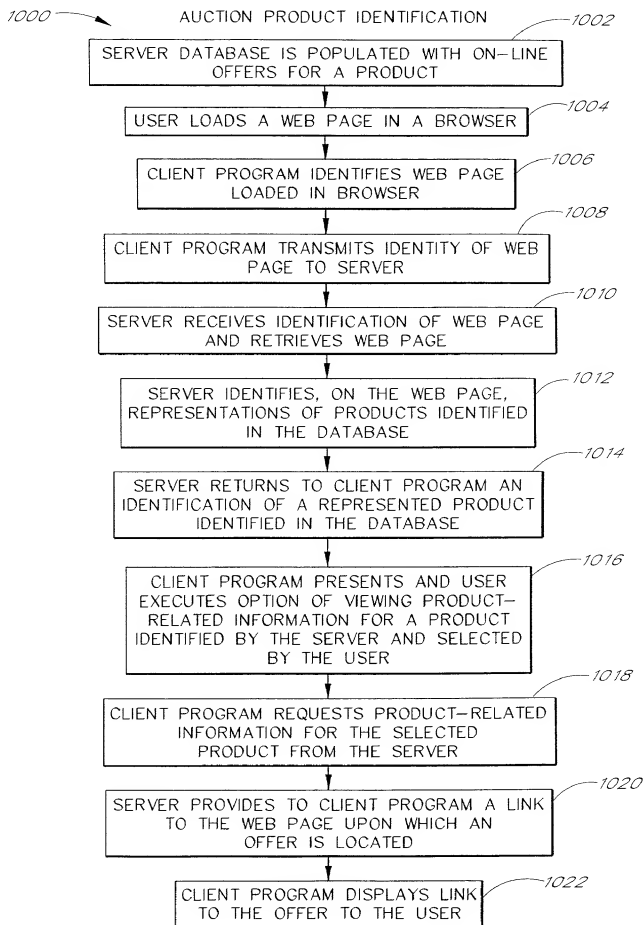 1000
AUCTION PRODUCT IDENTIFICATION
1002
SERVER DATABASE IS POPULATED WITH ON-LINE
OFFERS FOR A PRODUCT
1004
USER LOADS A WEB PAGE IN A BROWSER
1006
CLIENT PROGRAM IDENTIFIES WEB PAGE
LOADED IN BROWSER
1008
CLIENT PROGRAM TRANSMITS IDENTITY OF WEB
PAGE TO SERVER
1010
SERVER RECEIVES IDENTIFICATION OF WEB PAGE
AND RETRIEVES WEB PAGE
1012
SERVER IDENTIFIES, ON THE WEB PAGE,
REPRESENTATIONS OF PRODUCTS IDENTIFIED
IN THE DATABASE
1014
SERVER RETURNS TO CLIENT PROGRAM AN
IDENTIFICATION OF A REPRESENTED PRODUCT
IDENTIFIED IN THE DATABASE
1016
CLIENT PROGRAM PRESENTS AND USER
EXECUTES OPTION OF VIEWING PRODUCT-
RELATED INFORMATION FOR A PRODUCT
IDENTIFIED BY THE SERVER AND SELECTED
BY THE USER
1018
CLIENT PROGRAM REQUESTS PRODUCT-RELATED
INFORMATION FOR THE SELECTED
PRODUCT FROM THE SERVER
1020
SERVER PROVIDES TO CLIENT PROGRAM A LINK
TO THE WEB PAGE UPON WHICH AN
OFFER IS LOCATED
1022
CLIENT PROGRAM DISPLAYS LINK
TO THE OFFER TO THE USER